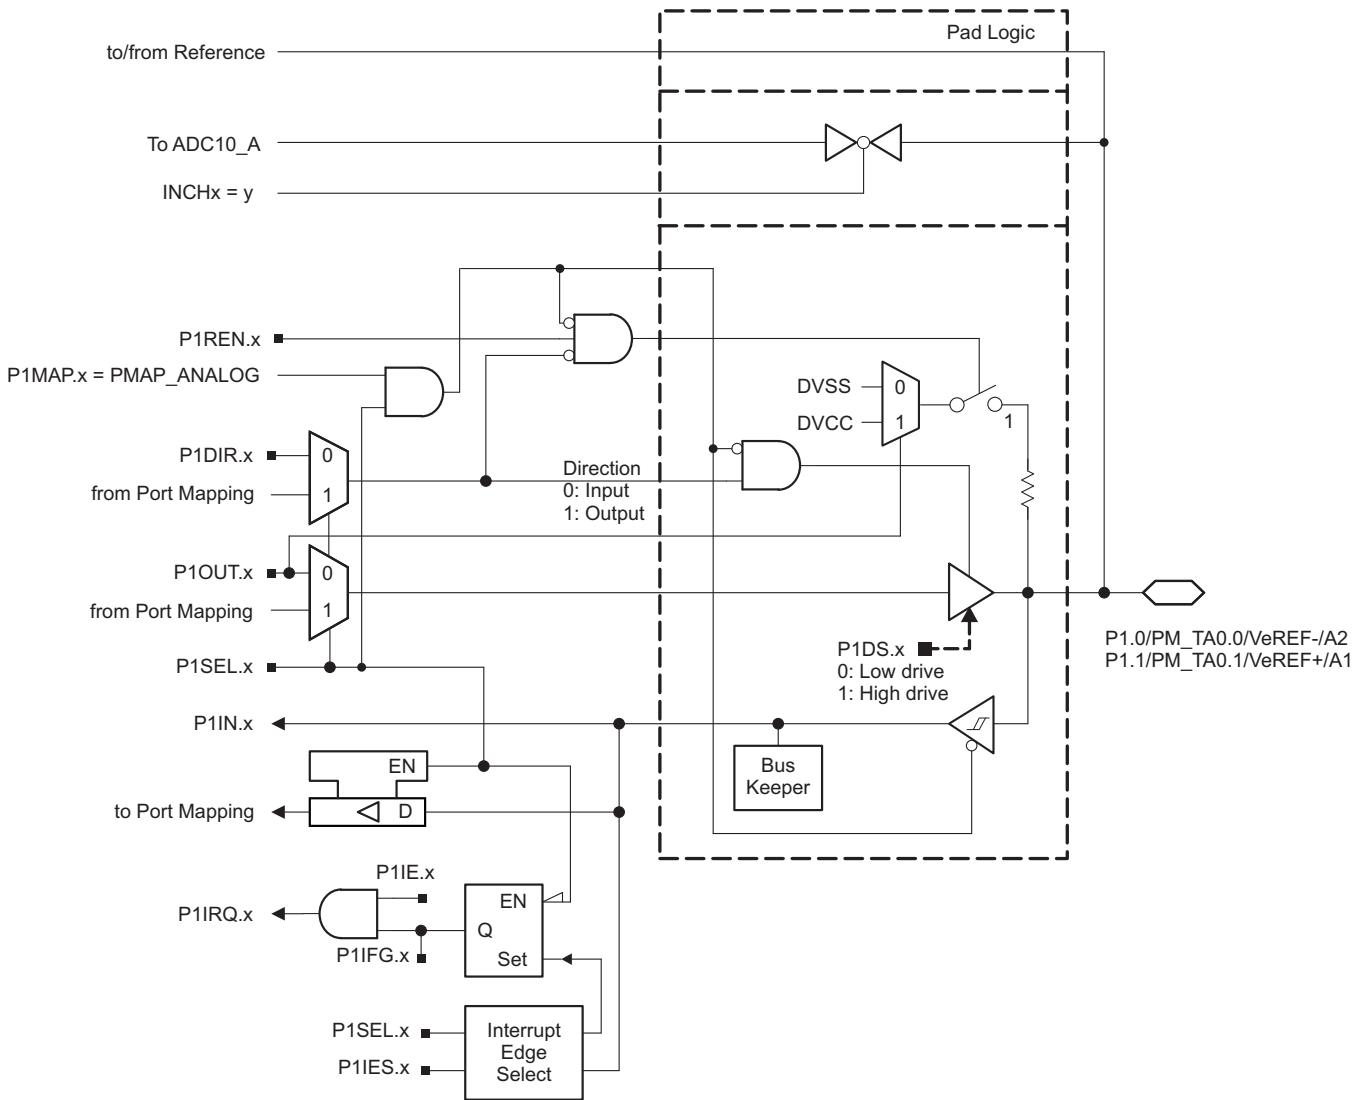 Pad Logic
to/from Reference
To ADC10_A
INCHx = y
P1REN.x
P1MAP.x = PMAP_ANALOG
DVSS
0
DVCC
1
1
P1DIR.x
0
from Port Mapping
1
Direction
0: Input
1: Output
P1OUT.x
0
from Port Mapping
1
P1DS.x
0: Low drive
1: High drive
P1.0/PM_TA0.0/VeREF-/A2
P1.1/PM_TA0.1/VeREF+/A1
P1SEL.x
P1IN.x
Bus
Keeper
EN
to Port Mapping
D
P1IE.x
EN
P1IRQ.x
Q
P1IFG.x
Set
P1SEL.x
P1IES.x
Interrupt
Edge
Select